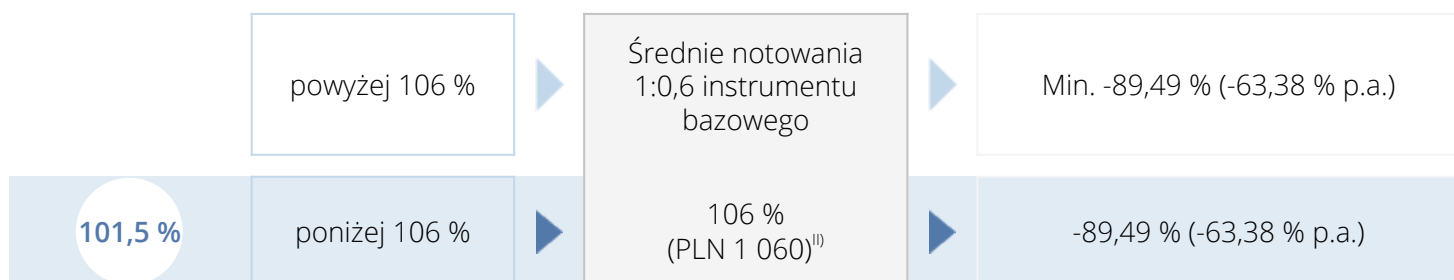 powyżej 106 %
Średnie notowania
1:0,6 instrumentu
bazowego
Min. -89,49 % (-63,38 % p.a.)
101,5 %
poniżej 106 %
106 %
(PLN 1 060)II)
-89,49 % (-63,38 % p.a.)